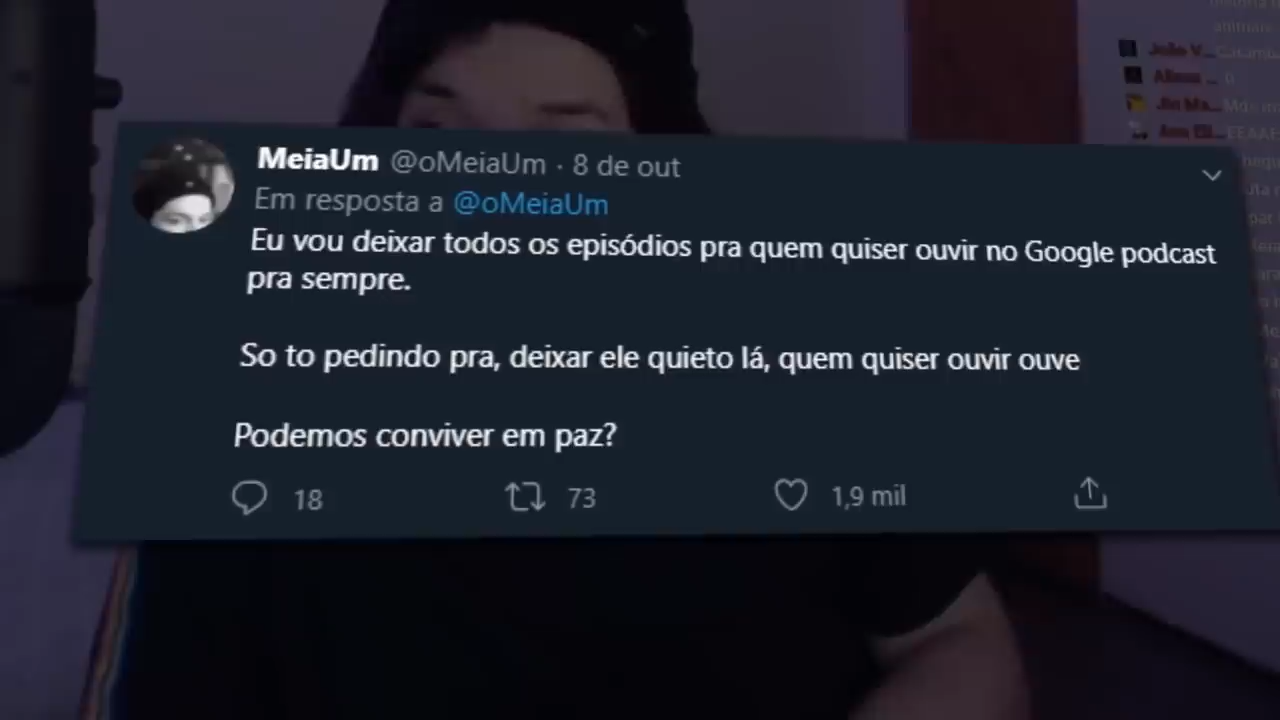 MeiaUm @oMeiaUm · 8 de out
Em resposta a @oMeiaUm
Eu vou deixar todos os episódios pra quem quiser ouvir no Google podcast
pra sempre.
So to pedindo pra, deixar ele quieto lá, quem quiser ouvir ouve
Podemos conviver em paz?
18 73 1,9 mil